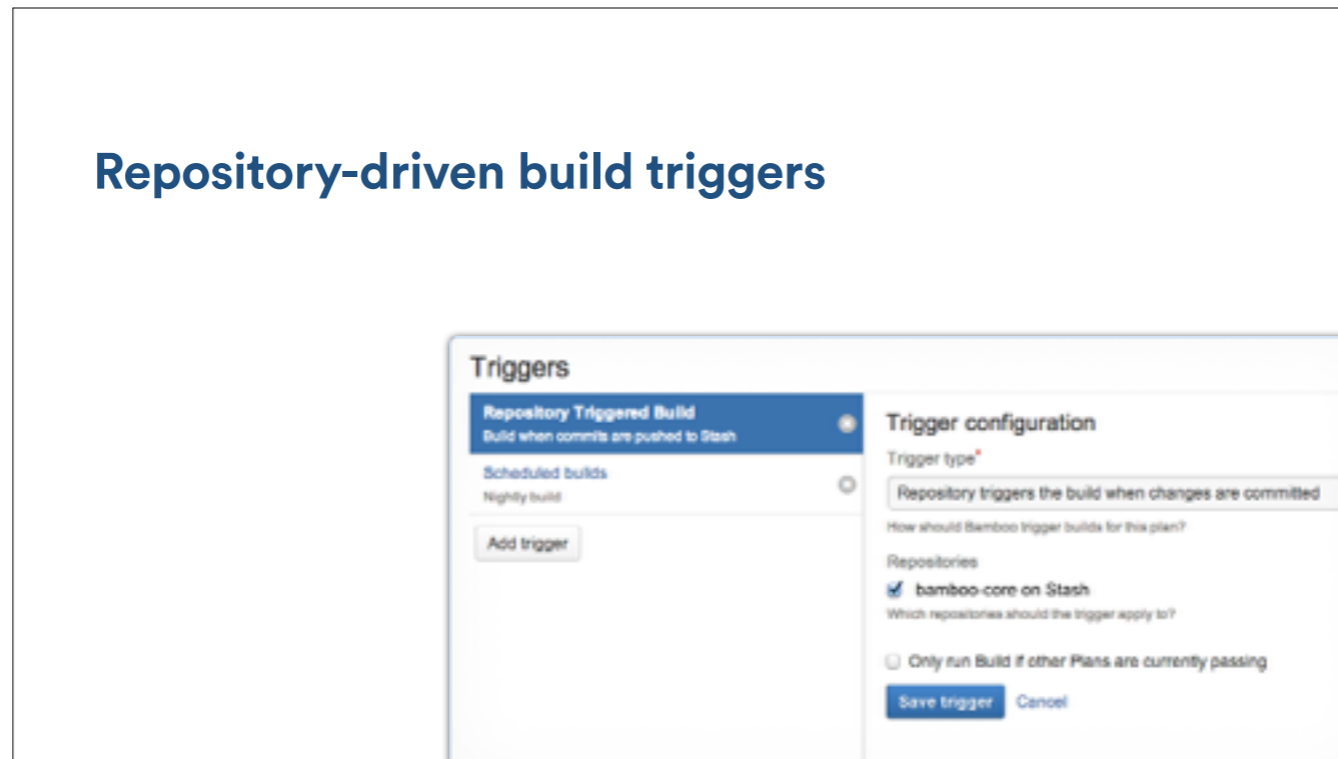 Repository-driven build triggers
Triggers
Repository Triggered Build
Build when commits are pushed to Stash
Scheduled builds
Nightly build
Add trigger
Trigger configuration
Trigger type*
Repository triggers the build when changes are committed
How should Bamboo trigger builds for this plan?
Repositories
bamboo-core on Stash
Which repositories should the trigger apply to?
Only run Build if other Plans are currently passing
Save trigger Cancel